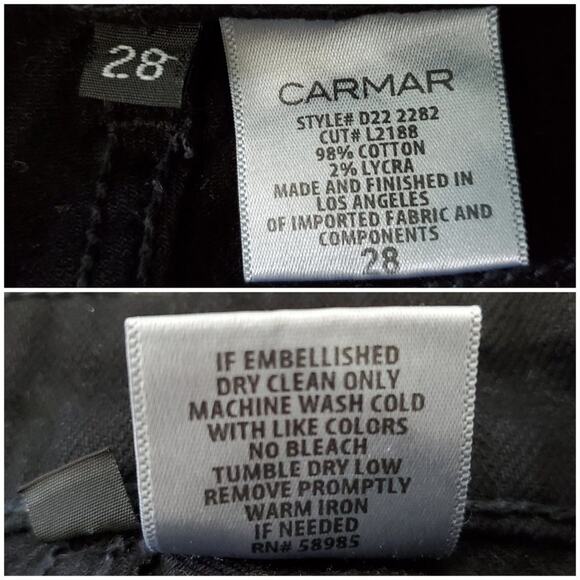 28
CARMAR
STYLE# D22 2282
CUT# L2188
98% COTTON
2% LYCRA
MADE AND FINISHED IN
LOS ANGELES
OF IMPORTED FABRIC AND
COMPONENTS
28
IF EMBELLISHED
DRY CLEAN ONLY
MACHINE WASH COLD
WITH LIKE COLORS
NO BLEACH
TUMBLE DRY LOW
REMOVE PROMPTLY
WARM IRON
IF NEEDED
RN# 58985